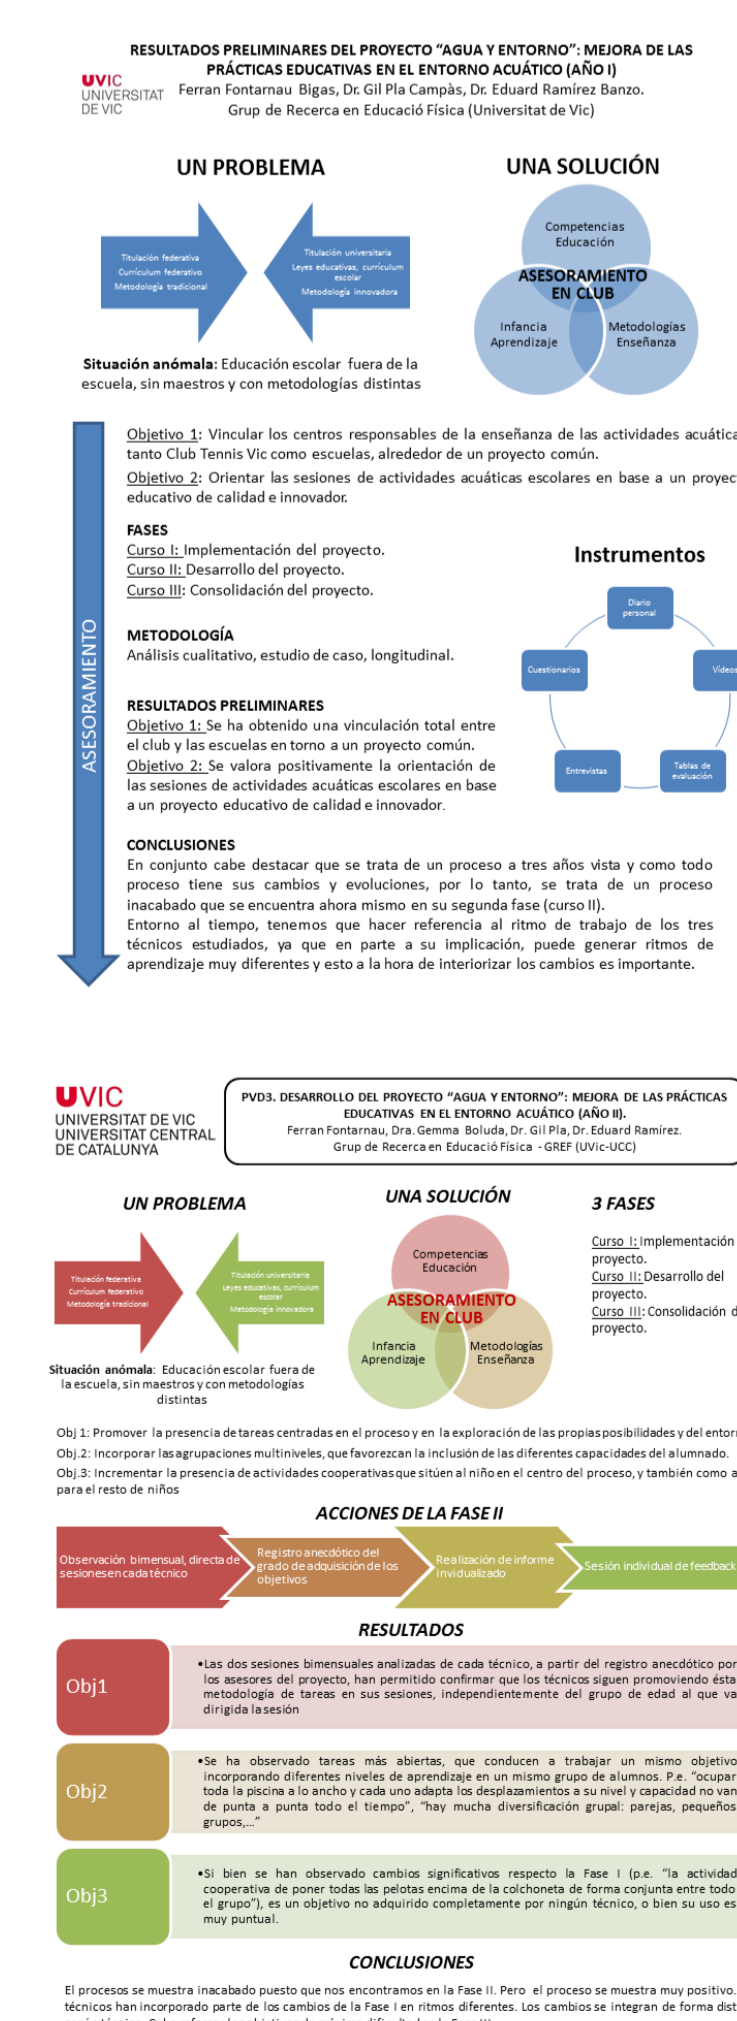 RESULTADOS PRELIMINARES DEL PROYECTO “AGUA Y ENTORNO”: MEJORA DE LAS
PRÁCTICAS EDUCATIVAS EN EL ENTORNO ACUÁTICO (AÑO I)
UVIC
UNIVERSITAT
DE VIC
Ferran Fontarnau Bigas, Dr. Gil Pla Campàs, Dr. Eduard Ramírez Banzo.
Grup de Recerca en Educació Física (Universitat de Vic)
UN PROBLEMA
Titulación federativa
Currículum federativo
Metodología tradicional
Titulación universitaria
Leyes educativas, currículum
escolar
Metodología innovadora
Situación anómala: Educación escolar fuera de la
escuela, sin maestros y con metodologías distintas
UNA SOLUCIÓN
Competencias
Educación
ASESORAMIENTO
EN CLUB
Infancia
Aprendizaje
Metodologías
Enseñanza
ASESORAMIENTO
Objetivo 1: Vincular los centros responsables de la enseñanza de las actividades acuática
tanto Club Tennis Vic como escuelas, alrededor de un proyecto común.
Objetivo 2: Orientar las sesiones de actividades acuáticas escolares en base a un proyec
educativo de calidad e innovador.
FASES
Curso I: Implementación del proyecto.
Curso II: Desarrollo del proyecto.
Curso III: Consolidación del proyecto.
METODOLOGÍA
Análisis cualitativo, estudio de caso, longitudinal.
Instrumentos
Diario
personal
Cuestionarios
Vídeos
Entrevistas
Tablas de
evaluación
RESULTADOS PRELIMINARES
Objetivo 1: Se ha obtenido una vinculación total entre
el club y las escuelas en torno a un proyecto común.
Objetivo 2: Se valora positivamente la orientación de
las sesiones de actividades acuáticas escolares en base
a un proyecto educativo de calidad e innovador.
CONCLUSIONES
En conjunto cabe destacar que se trata de un proceso a tres años vista y como todo
proceso tiene sus cambios y evoluciones, por lo tanto, se trata de un proceso
inacabado que se encuentra ahora mismo en su segunda fase (curso II).
Entorno al tiempo, tenemos que hacer referencia al ritmo de trabajo de los tres
técnicos estudiados, ya que en parte a su implicación, puede generar ritmos de
aprendizaje muy diferentes y esto a la hora de interiorizar los cambios es importante.
UVIC
UNIVERSITAT DE VIC
UNIVERSITAT CENTRAL
DE CATALUNYA
PVD3. DESARROLLO DEL PROYECTO “AGUA Y ENTORNO”: MEJORA DE LAS PRÁCTICAS
EDUCATIVAS EN EL ENTORNO ACUÁTICO (AÑO II).
Ferran Fontarnau, Dra. Gemma Boluda, Dr. Gil Pla, Dr. Eduard Ramírez.
Grup de Recerca en Educació Física - GREF (UVic-UCC)
UN PROBLEMA
Titulación federativa
Currículum federativo
Metodología tradicional
Titulación universitaria
Leyes educativas, currículum
escolar
Metodología innovadora
Situación anómala: Educación escolar fuera de
la escuela, sin maestros y con metodologías
distintas
UNA SOLUCIÓN
Competencias
Educación
ASESORAMIENTO
EN CLUB
Infancia
Aprendizaje
Metodologías
Enseñanza
3 FASES
Curso I: Implementación
proyecto.
Curso II: Desarrollo del
proyecto.
Curso III: Consolidación d
proyecto.
Obj 1: Promover la presencia de tareas centradas en el proceso y en la exploración de las propias posibilidades y del entorn
Obj.2: Incorporar las agrupaciones multiniveles, que favorezcan la inclusión de las diferentes capacidades del alumnado.
Obj.3: Incrementar la presencia de actividades cooperativas que sitúen al niño en el centro del proceso, y también como a
para el resto de niños
ACCIONES DE LA FASE II
Observación bimensual, directa de
sesiones en cada técnico
Registro anecdótico del
grado de adquisición de los
objetivos
Realización de informe
invidualizado
Sesión individual de feedback
RESULTADOS
Obj1
•Las dos sesiones bimensuales analizadas de cada técnico, a partir del registro anecdótico por
los asesores del proyecto, han permitido confirmar que los técnicos siguen promoviendo ésta
metodología de tareas en sus sesiones, independientemente del grupo de edad al que va
dirigida la sesión
Obj2
•Se ha observado tareas más abiertas, que conducen a trabajar un mismo objetivo
incorporando diferentes niveles de aprendizaje en un mismo grupo de alumnos. P.e. “ocupar
toda la piscina a lo ancho y cada uno adapta los desplazamientos a su nivel y capacidad no van
de punta a punta todo el tiempo”, “hay mucha diversificación grupal: parejas, pequeños
grupos,...”
Obj3
•Si bien se han observado cambios significativos respecto la Fase I (p.e. “la actividad
cooperativa de poner todas las pelotas encima de la colchoneta de forma conjunta entre todo
el grupo”), es un objetivo no adquirido completamente por ningún técnico, o bien su uso es
muy puntual.
CONCLUSIONES
El procesos se muestra inacabado puesto que nos encontramos en la Fase II. Pero el proceso se muestra muy positivo.
técnicos han incorporado parte de los cambios de la Fase I en ritmos diferentes. Los cambios se integran de forma dist